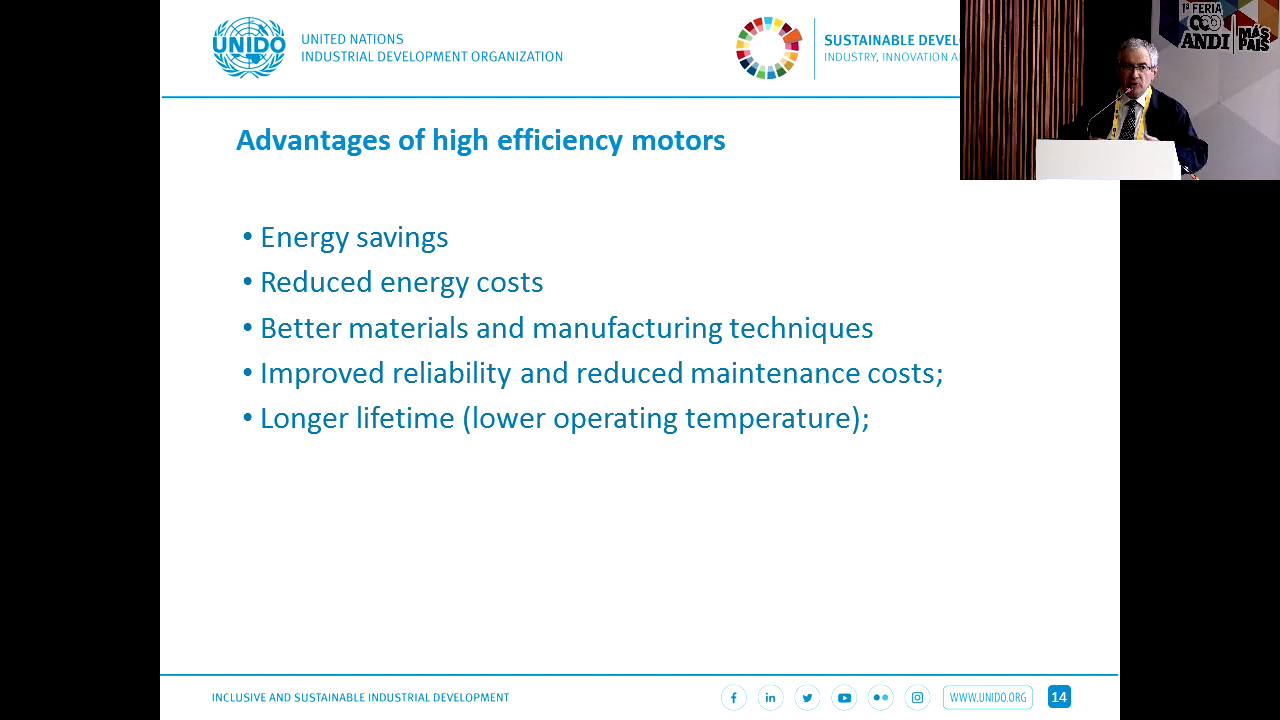 UNIDO
UNITED NATIONS
INDUSTRIAL DEVELOPMENT ORGANIZATION
SUSTAINABLE DEVEL
INDUSTRY, INNOVATION A
1ª FERIA
ANDI
MÁS
PAÍS
Advantages of high efficiency motors
• Energy savings
• Reduced energy costs
• Better materials and manufacturing techniques
• Improved reliability and reduced maintenance costs;
• Longer lifetime (lower operating temperature);
INCLUSIVE AND SUSTAINABLE INDUSTRIAL DEVELOPMENT
WWW.UNIDO.ORG
14